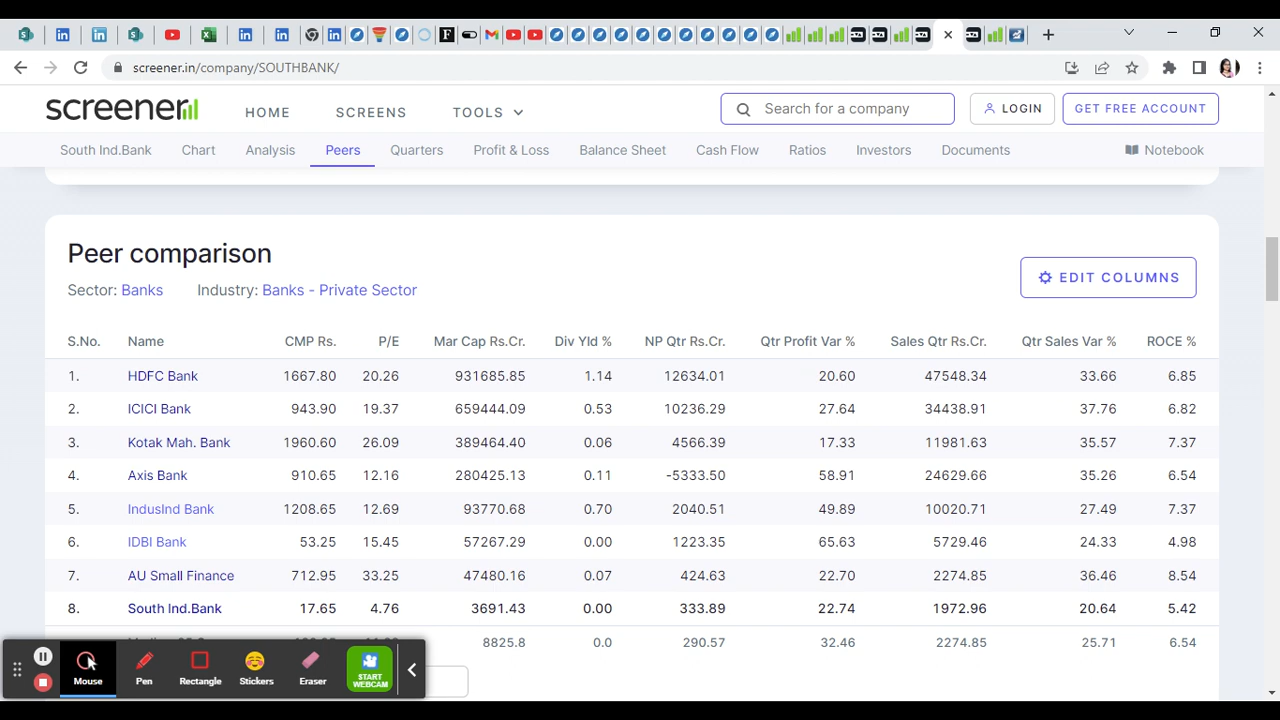 screener.in/company/SOUTHBANK/
screener
HOME SCREENS TOOLS Search for a company LOGIN GET FREE ACCOUNT
South Ind.Bank Chart Analysis Peers Quarters Profit & Loss Balance Sheet Cash Flow Ratios Investors Documents Notebook
Peer comparison
Sector: Banks Industry: Banks - Private Sector
EDIT COLUMNS
S.No. Name CMP Rs. P/E Mar Cap Rs.Cr. Div Yld % NP Qtr Rs.Cr. Qtr Profit Var % Sales Qtr Rs.Cr. Qtr Sales Var % ROCE %
1. HDFC Bank 1667.80 20.26 931685.85 1.14 12634.01 20.60 47548.34 33.66 6.85
2. ICICI Bank 943.90 19.37 659444.09 0.53 10236.29 27.64 34438.91 37.76 6.82
3. Kotak Mah. Bank 1960.60 26.09 389464.40 0.06 4566.39 17.33 11981.63 35.57 7.37
4. Axis Bank 910.65 12.16 280425.13 0.11 -5333.50 58.91 24629.66 35.26 6.54
5. IndusInd Bank 1208.65 12.69 93770.68 0.70 2040.51 49.89 10020.71 27.49 7.37
6. IDBI Bank 53.25 15.45 57267.29 0.00 1223.35 65.63 5729.46 24.33 4.98
7. AU Small Finance 712.95 33.25 47480.16 0.07 424.63 22.70 2274.85 36.46 8.54
8. South Ind.Bank 17.65 4.76 3691.43 0.00 333.89 22.74 1972.96 20.64 5.42
8825.8 0.0 290.57 32.46 2274.85 25.71 6.54
Mouse Pen Rectangle Stickers Eraser START WEBCAM